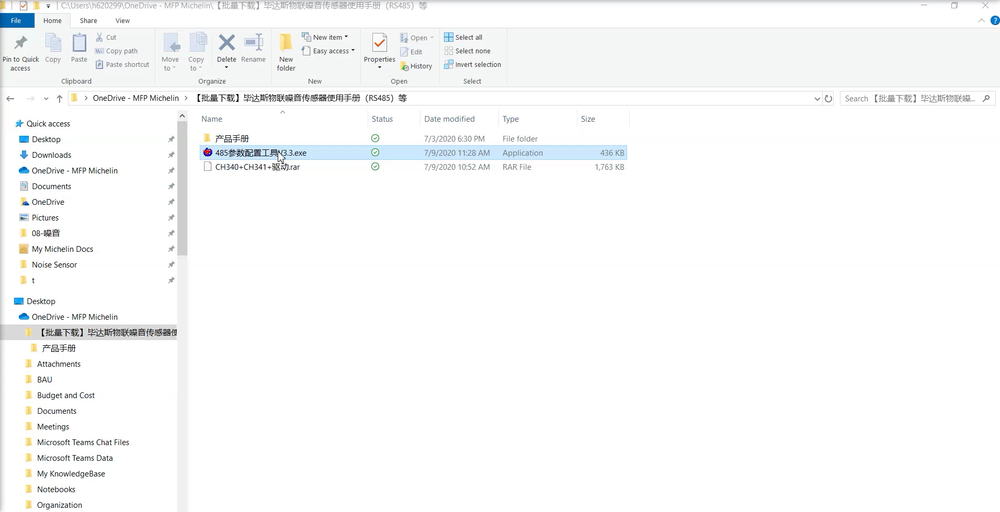 C:\Users\h620299\OneDrive - MFP Michelin\【批量下载】毕达斯物联噪音传感器使用手册（RS485）等
File Home Share View
Pin to Quick access
Copy
Paste
Cut
Copy path
Paste shortcut
Clipboard
Move to
Copy to
Delete
Rename
Organize
New folder
New item
Easy access
New
Properties
Open
Edit
History
Open
Select all
Select none
Invert selection
Select
OneDrive - MFP Michelin 【批量下载】毕达斯物联噪音传感器使用手册（RS485）等
Search 【批量下载】毕达斯物联噪...
Name Status Date modified Type Size
产品手册 7/3/2020 6:30 PM File folder
485参数配置工具V3.3.exe 7/9/2020 11:28 AM Application 436 KB
CH340+CH341+驱动.rar 7/9/2020 10:52 AM RAR File 1,763 KB
Quick access
Desktop
Downloads
OneDrive - MFP Michelin
Documents
OneDrive
Pictures
08-噪音
My Michelin Docs
Noise Sensor
t
Desktop
OneDrive - MFP Michelin
【批量下载】毕达斯物联噪音传感器使
产品手册
Attachments
BAU
Budget and Cost
Documents
Meetings
Microsoft Teams Chat Files
Microsoft Teams Data
My KnowledgeBase
Notebooks
Organization